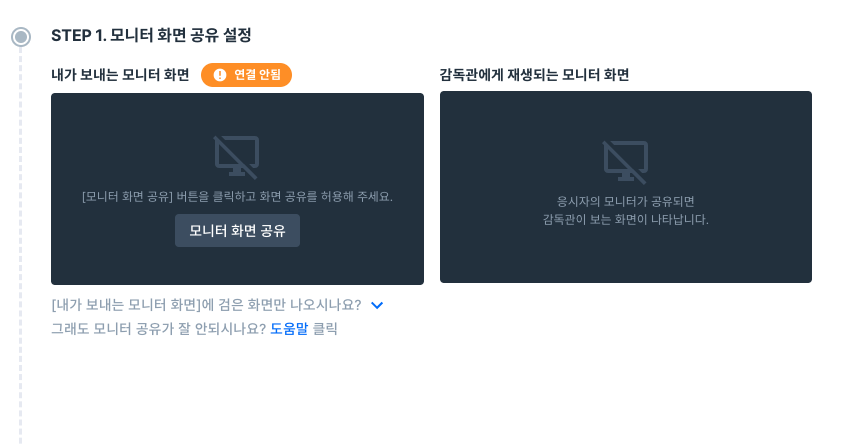 STEP 1. 모니터 화면 공유 설정
내가 보내는 모니터 화면
연결 안됨
감독관에게 재생되는 모니터 화면
[모니터 화면 공유] 버튼을 클릭하고 화면 공유를 허용해 주세요.
모니터 화면 공유
응시자의 모니터가 공유되면
감독관이 보는 화면이 나타납니다.
[내가 보내는 모니터 화면]에 검은 화면만 나오시나요?
그래도 모니터 공유가 잘 안되시나요? 도움말 클릭